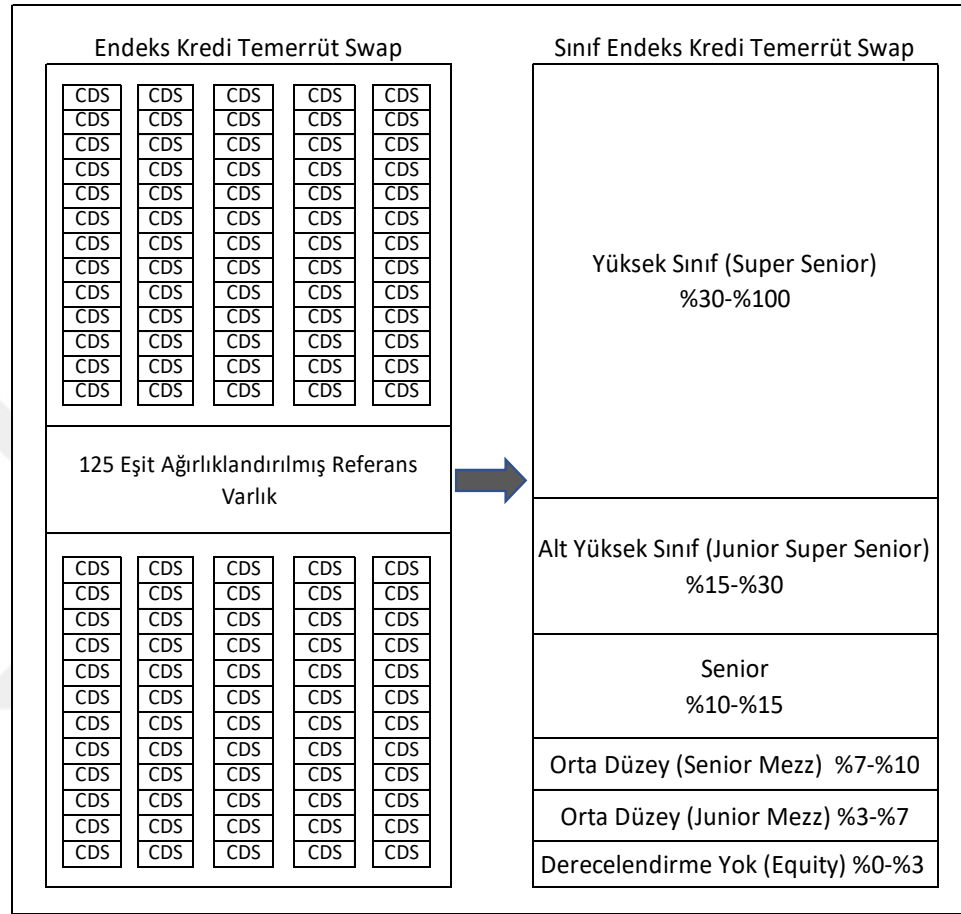 Endeks Kredi Temerrüt Swap
CDS CDS CDS CDS CDS
CDS CDS CDS CDS CDS
CDS CDS CDS CDS CDS
CDS CDS CDS CDS CDS
CDS CDS CDS CDS CDS
CDS CDS CDS CDS CDS
CDS CDS CDS CDS CDS
CDS CDS CDS CDS CDS
CDS CDS CDS CDS CDS
CDS CDS CDS CDS CDS
CDS CDS CDS CDS CDS
CDS CDS CDS CDS CDS
CDS CDS CDS CDS CDS
125 Eşit Ağırlıklandırılmış Referans
Varlık
CDS CDS CDS CDS CDS
CDS CDS CDS CDS CDS
CDS CDS CDS CDS CDS
CDS CDS CDS CDS CDS
CDS CDS CDS CDS CDS
CDS CDS CDS CDS CDS
CDS CDS CDS CDS CDS
CDS CDS CDS CDS CDS
CDS CDS CDS CDS CDS
CDS CDS CDS CDS CDS
CDS CDS CDS CDS CDS
CDS CDS CDS CDS CDS
Sınıf Endeks Kredi Temerrüt Swap
Yüksek Sınıf (Super Senior)
%30-%100
Alt Yüksek Sınıf (Junior Super Senior)
%15-%30
Senior
%10-%15
Orta Düzey (Senior Mezz) %7-%10
Orta Düzey (Junior Mezz) %3-%7
Derecelendirme Yok (Equity) %0-%3